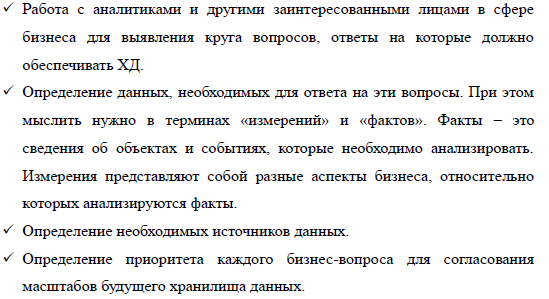 ✓ Работа с аналитиками и другими заинтересованными лицами в сфере
бизнеса для выявления круга вопросов, ответы на которые должно
обеспечивать ХД.
✓ Определение данных, необходимых для ответа на эти вопросы. При этом
мыслить нужно в терминах «измерений» и «фактов». Факты – это
сведения об объектах и событиях, которые необходимо анализировать.
Измерения представляют собой разные аспекты бизнеса, относительно
которых анализируются факты.
✓ Определение необходимых источников данных.
✓ Определение приоритета каждого бизнес-вопроса для согласования
масштабов будущего хранилища данных.